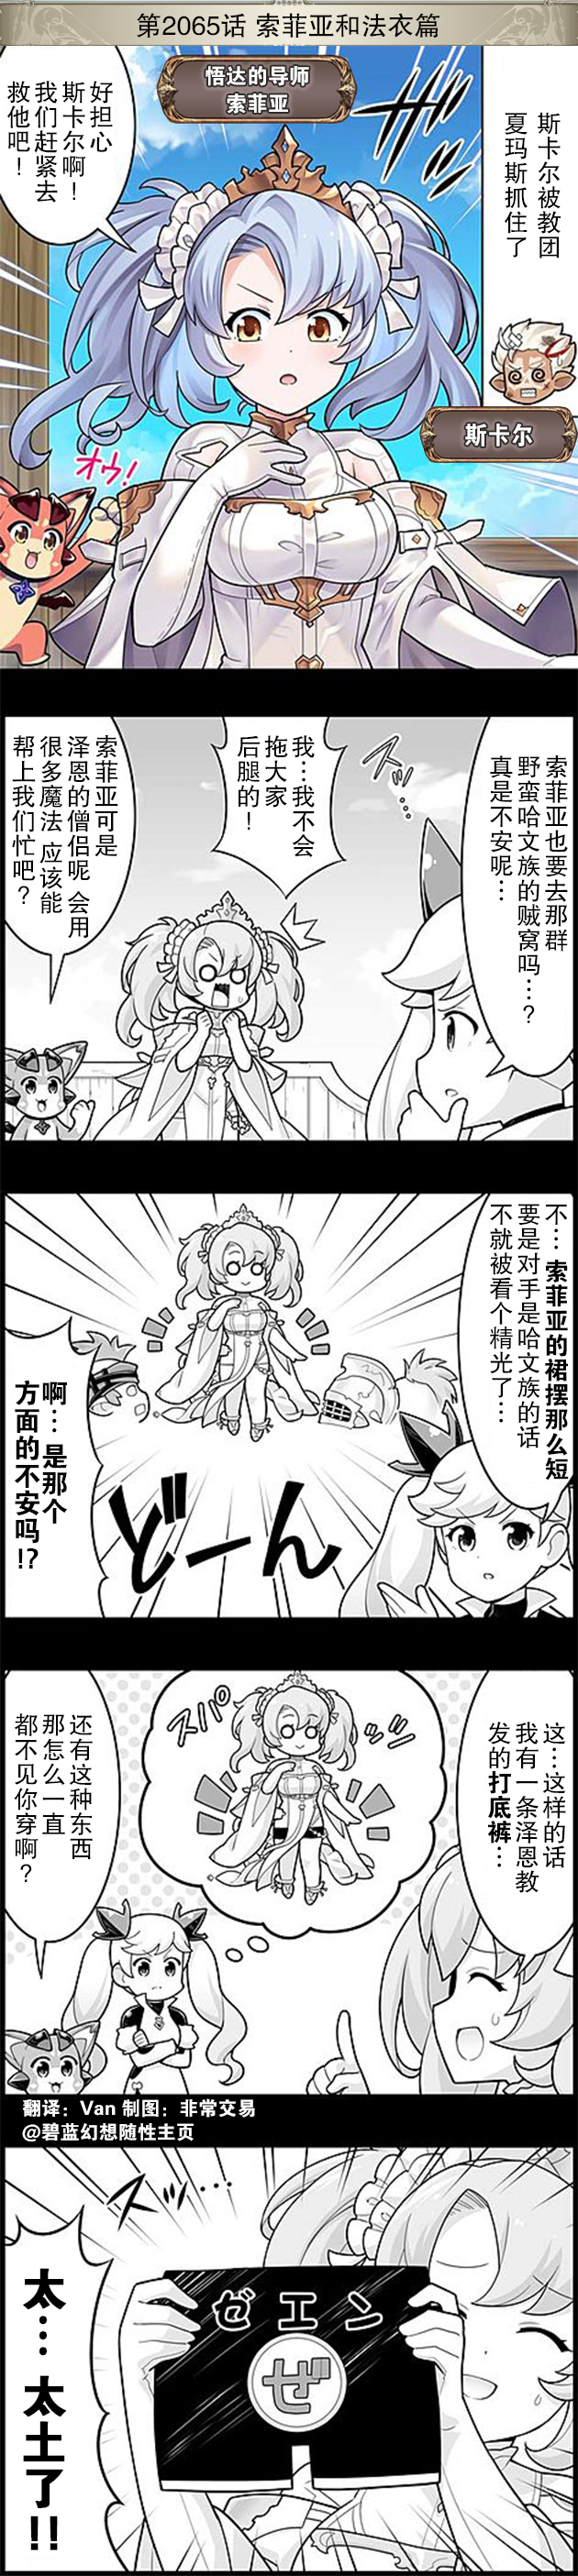 第2065话 索菲亚和法衣篇
斯卡尔被教团
夏玛斯抓住了
悟达的导师
索菲亚
好担心
斯卡尔啊！
我们赶紧去
救他吧！
斯卡尔
オウ!
索菲亚也要去那群
野蛮哈文族的贼窝吗…？
真是不安呢…
スッ…
我…我不会
拖大家
后腿的！
索菲亚可是
泽恩的僧侣呢 会用
很多魔法 应该能
帮上我们忙吧？
不… 索菲亚的裙摆那么短
要是对手是哈文族的话
不就被看个精光了…
啊… 是那个
方面的不安吗!?
どーん
这…这样的话
我有一条泽恩教
发的打底裤…
スパッ
还有这种东西
那怎么一直
都不见你穿啊？
翻译：Van 制图：非常交易
@碧蓝幻想随性主页
スッ…
ゼエン
ぜ
太… 太土了!!